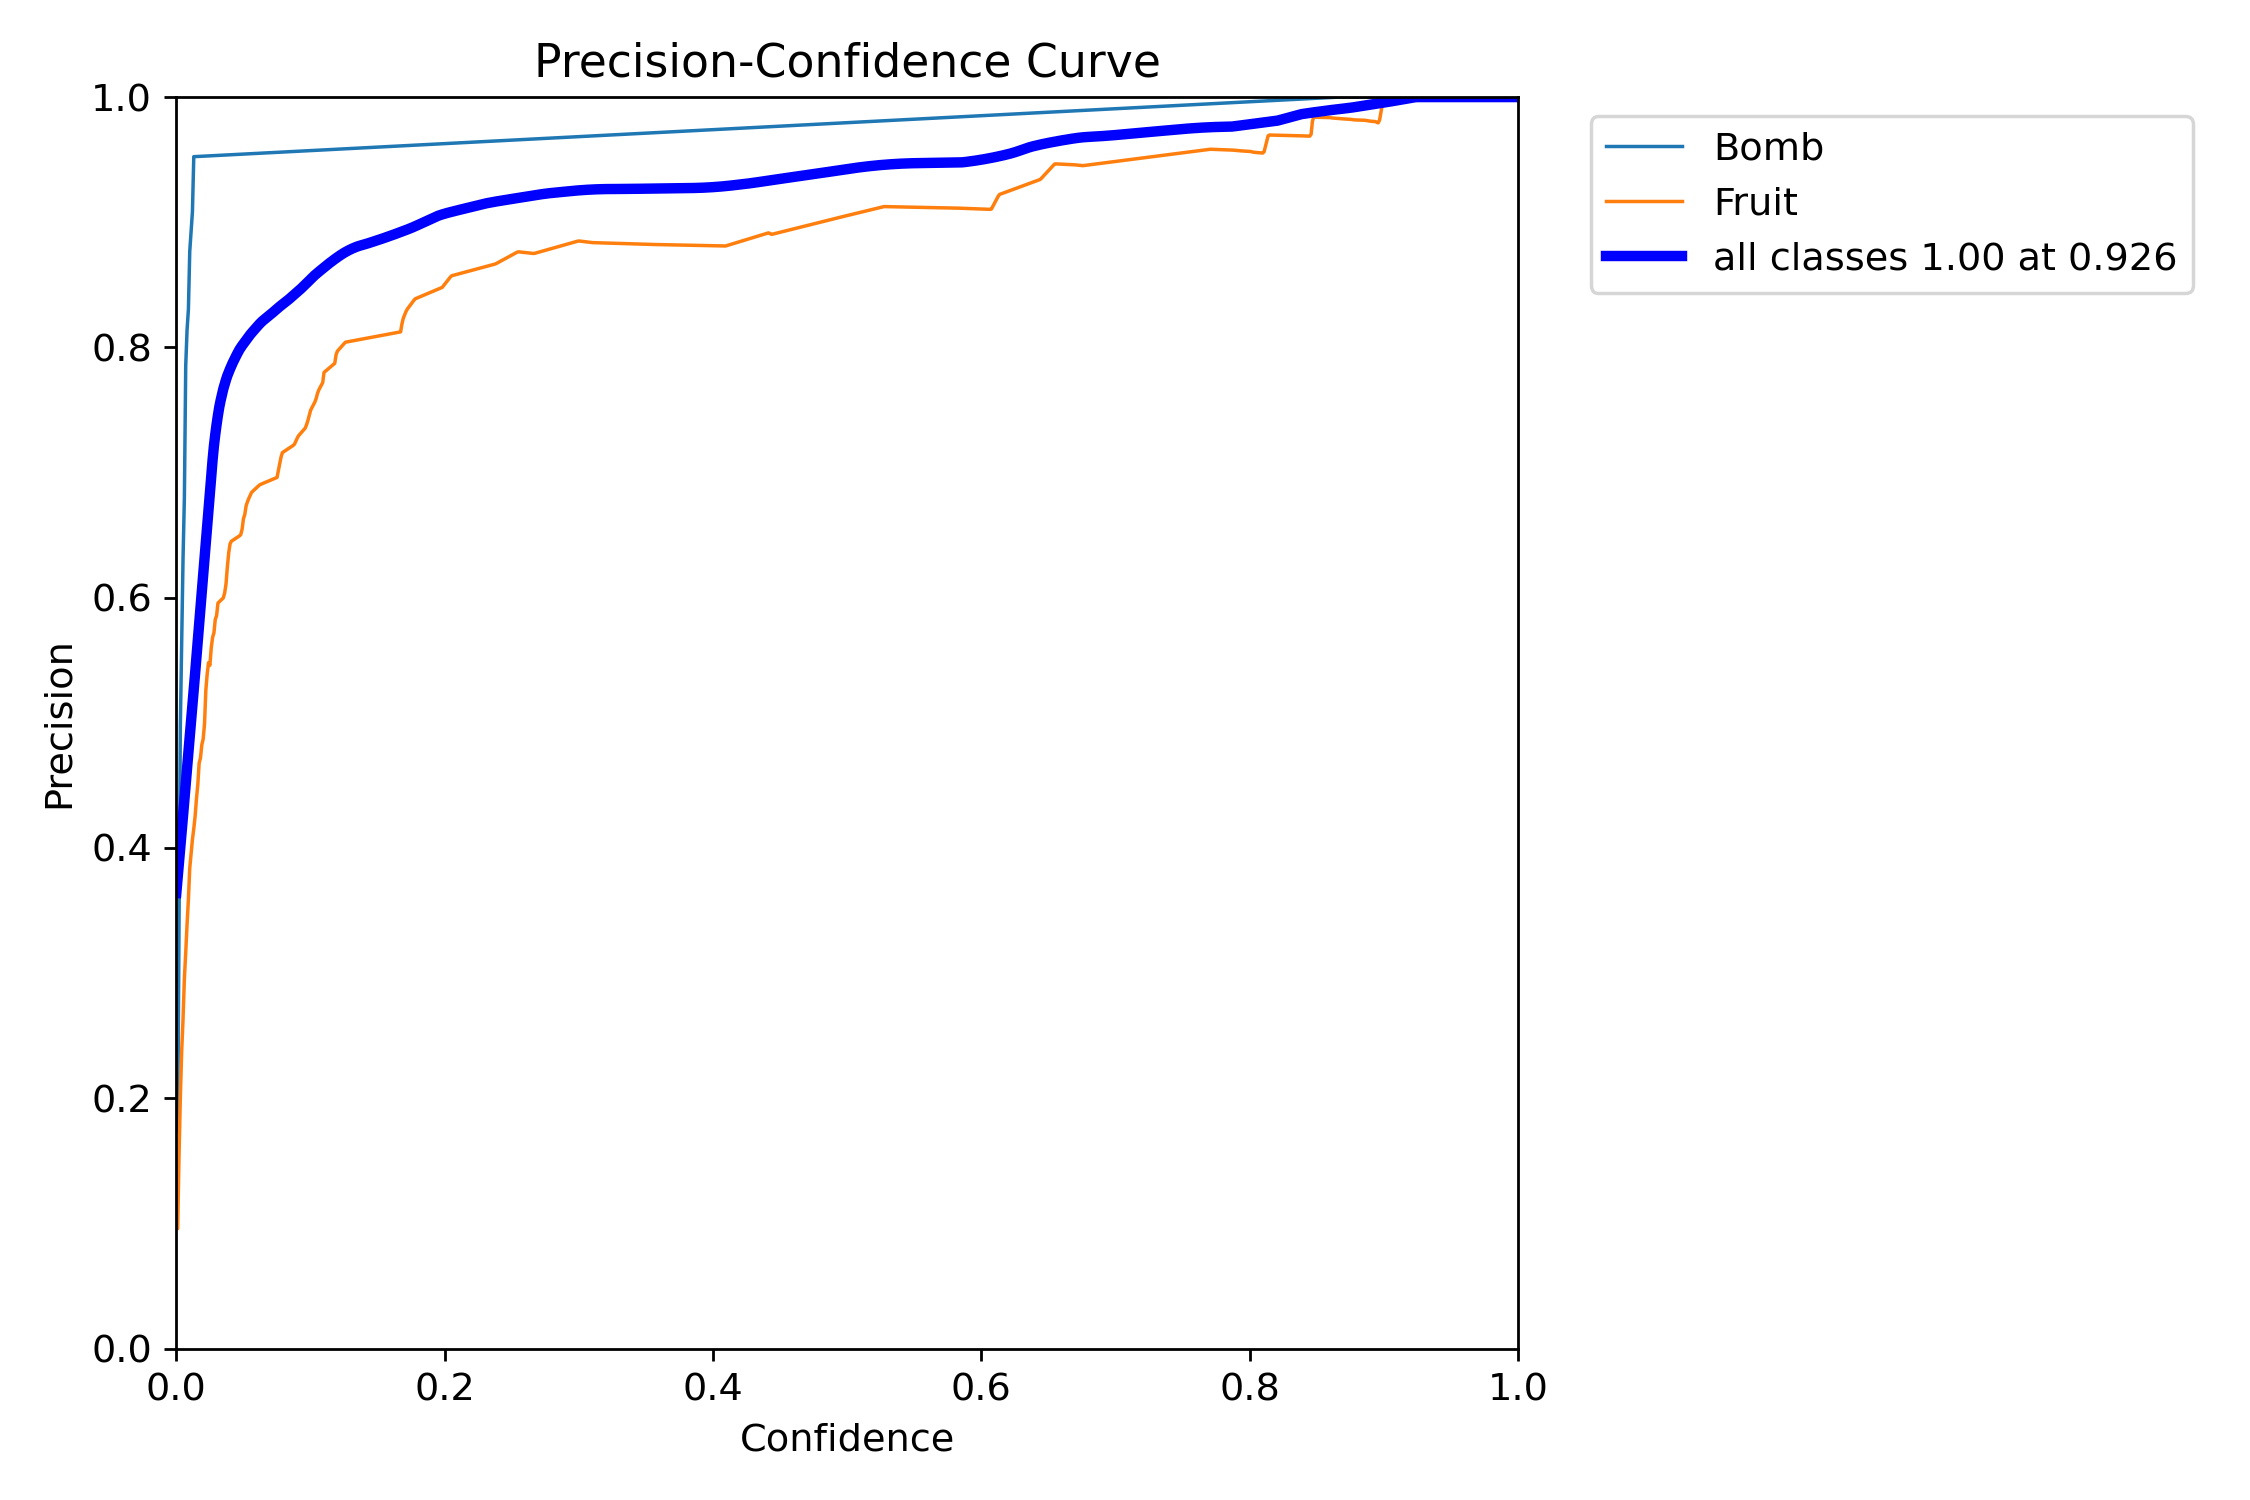 Precision-Confidence Curve
1.0
0.8
0.6
0.4
0.2
0.0
Precision
0.0 0.2 0.4 0.6 0.8 1.0
Confidence
Bomb
Fruit
all classes 1.00 at 0.926